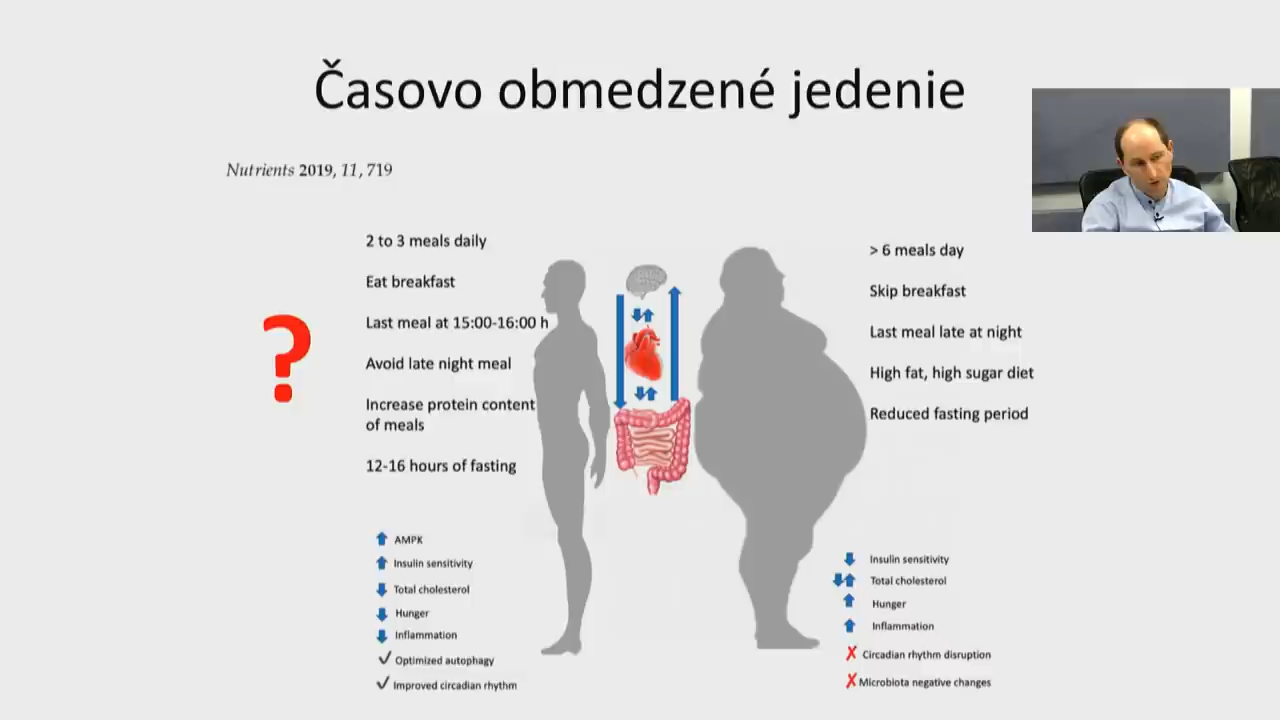 Časovo obmedzené jedenie
Nutrients 2019, 11, 719
2 to 3 meals daily
Eat breakfast
Last meal at 15:00-16:00 h
Avoid late night meal
Increase protein content
of meals
12-16 hours of fasting
?
> 6 meals day
Skip breakfast
Last meal late at night
High fat, high sugar diet
Reduced fasting period
AMPK
Insulin sensitivity
Total cholesterol
Hunger
Inflammation
Optimized autophagy
Improved circadian rhythm
Insulin sensitivity
Total cholesterol
Hunger
Inflammation
Circadian rhythm disruption
Microbiota negative changes